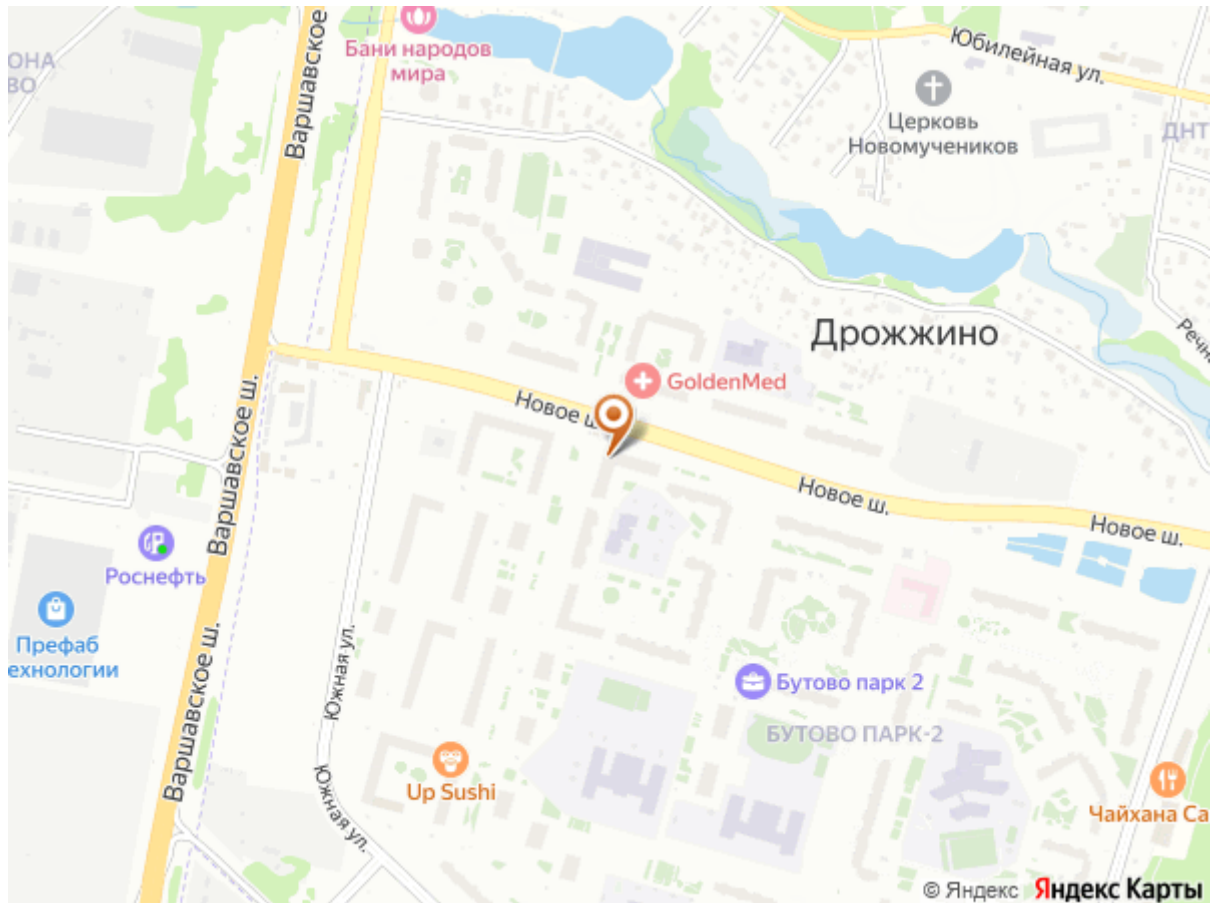 Бани народов
мира
Варшавское ш.
ОНА
ВО
Юбилейная ул.
Церковь
Новомучеников
ДНТ
Дрожжино
Речн
GoldenMed
Новое ш.
Новое ш.
Новое ш.
Варшавское ш.
Роснефть
Префаб
ехнологии
Южная ул.
Варшавское ш.
Бутово парк 2
БУТОВО ПАРК-2
Up Sushi
Южная ул.
Чайхана Са
© Яндекс Яндекс Карты